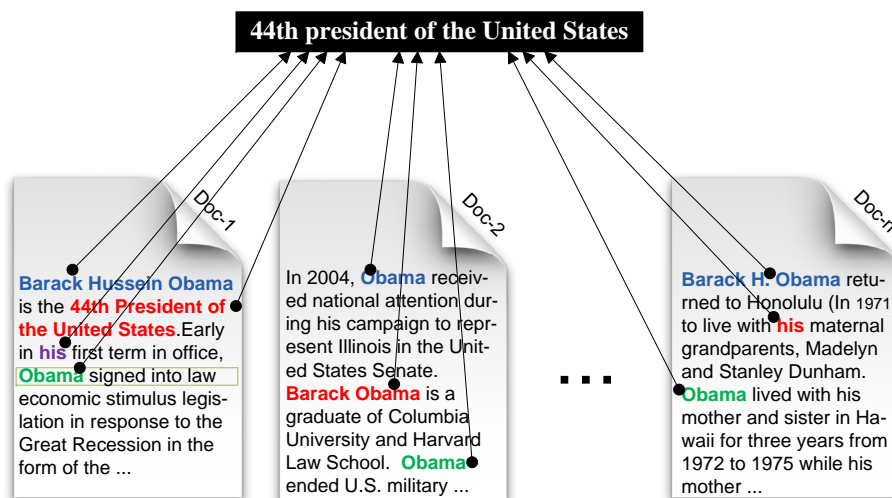 44th president of the United States
Doc-1
Barack Hussein Obama
is the 44th President of
the United States.Early
in his first term in office,
Obama signed into law
economic stimulus legis-
lation in response to the
Great Recession in the
form of the ...
Doc-2
In 2004, Obama receiv-
ed national attention dur-
ing his campaign to repr-
esent Illinois in the Unit-
ed States Senate.
Barack Obama is a
graduate of Columbia
University and Harvard
Law School. Obama
ended U.S. military ...
...
Doc-n
Barack H. Obama retu-
rned to Honolulu (In 1971
to live with his maternal
grandparents, Madelyn
and Stanley Dunham.
Obama lived with his
mother and sister in Ha-
waii for three years from
1972 to 1975 while his
mother ...